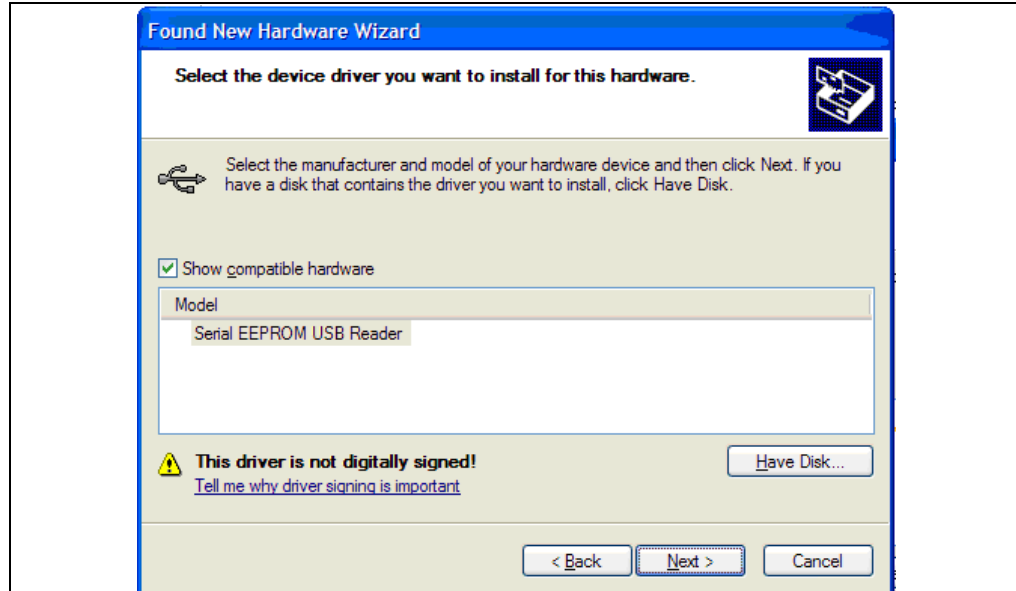 Found New Hardware Wizard
Select the device driver you want to install for this hardware.
Select the manufacturer and model of your hardware device and then click Next. If you
have a disk that contains the driver you want to install, click Have Disk.
Show compatible hardware
Model
Serial EEPROM USB Reader
This driver is not digitally signed!
Have Disk...
Tell me why driver signing is important
< Back
Next >
Cancel